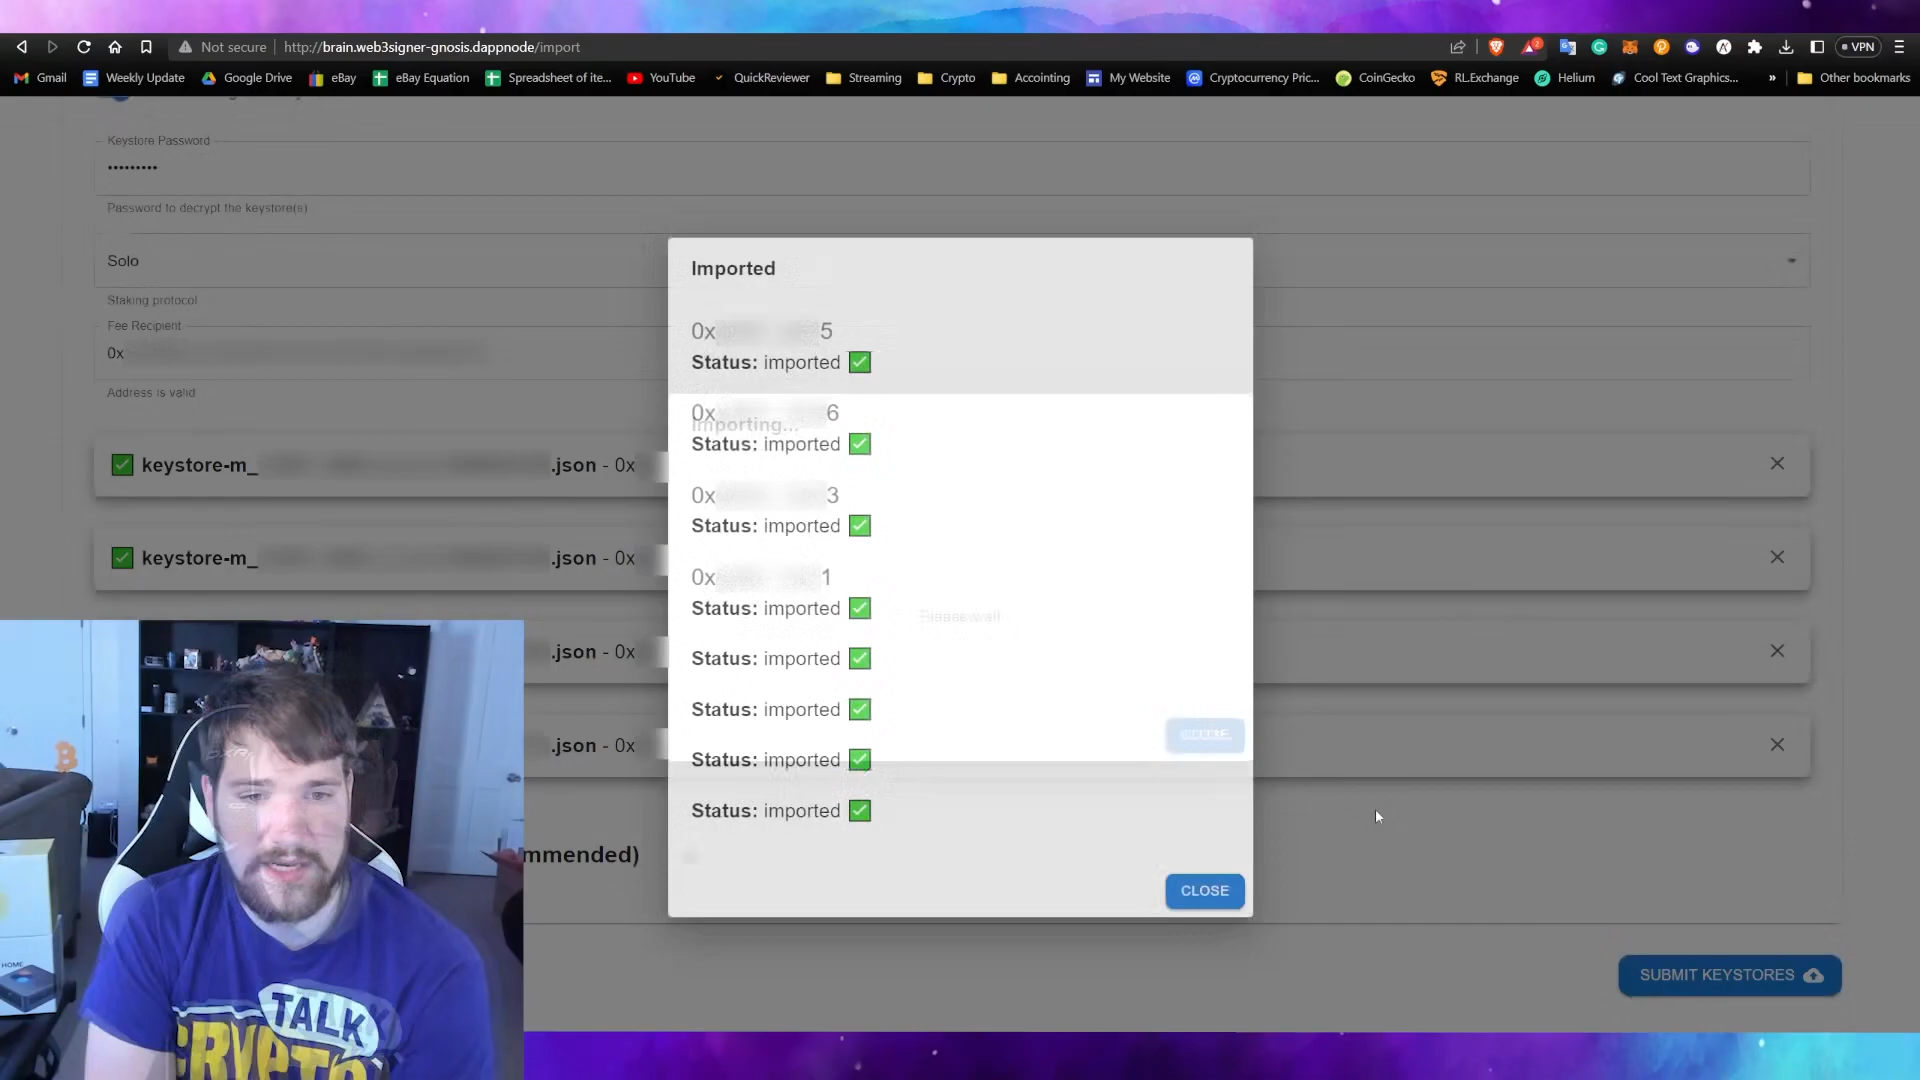 Not secure http://brain.web3signer-gnosis.dappnode/import VPN
Gmail Weekly Update Google Drive eBay eBay Equation Spreadsheet of ite... YouTube QuickReviewer Streaming Crypto Accointing My Website Cryptocurrency Pric... CoinGecko RL.Exchange Helium Cool Text Graphics... » Other bookmarks
Keystore Password
•••••••••
Password to decrypt the keystore(s)
Solo
Staking protocol
Fee Recipient
0x
Address is valid
keystore-m_ .json - 0x
keystore-m_ .json - 0x
.json - 0x
.json - 0x
mmended)
SUBMIT KEYSTORES
Imported
0x 5
Status: imported
0x 6
Importing...
Status: imported
0x 3
Status: imported
0x 1
Status: imported
Please wait
Status: imported
Status: imported
Status: imported
Status: imported
CLOSE
HOME
TALK
CRYPTO